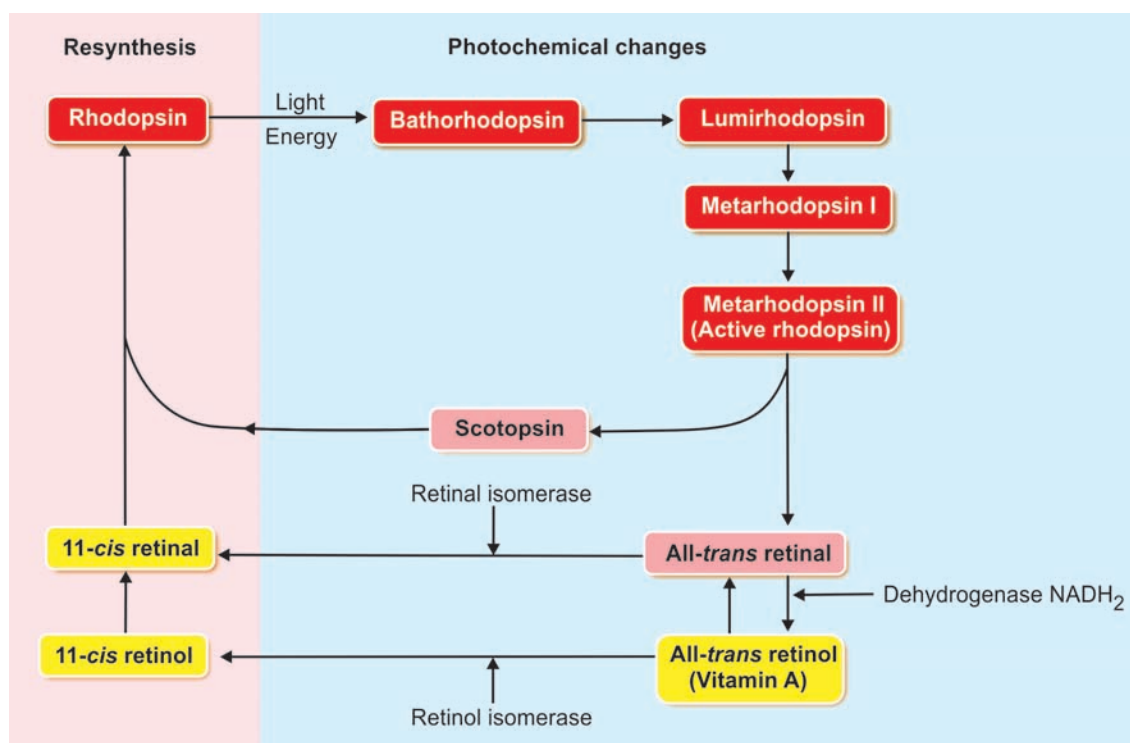 Resynthesis
Photochemical changes
Rhodopsin
Light
Energy
Bathorhodopsin
Lumirhodopsin
Metarhodopsin I
Metarhodopsin II
(Active rhodopsin)
Scotopsin
Retinal isomerase
11-cis retinal
All-trans retinal
Dehydrogenase NADH₂
11-cis retinol
All-trans retinol
(Vitamin A)
Retinol isomerase